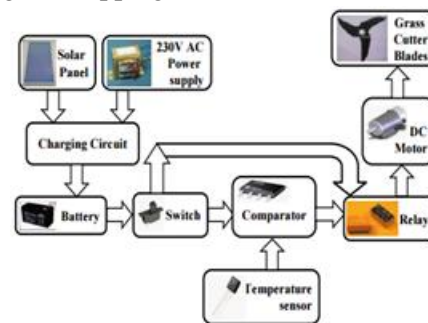 Solar
Panel
230V AC
Power
supply
Grass
Cutter
Blades
Charging Circuit
DC
Motor
Battery
Switch
Comparator
Relay
Temperature
sensor